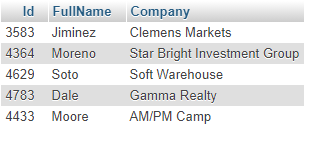 Id FullName Company
3583 Jiminez Clemens Markets
4364 Moreno Star Bright Investment Group
4629 Soto Soft Warehouse
4783 Dale Gamma Realty
4433 Moore AM/PM Camp